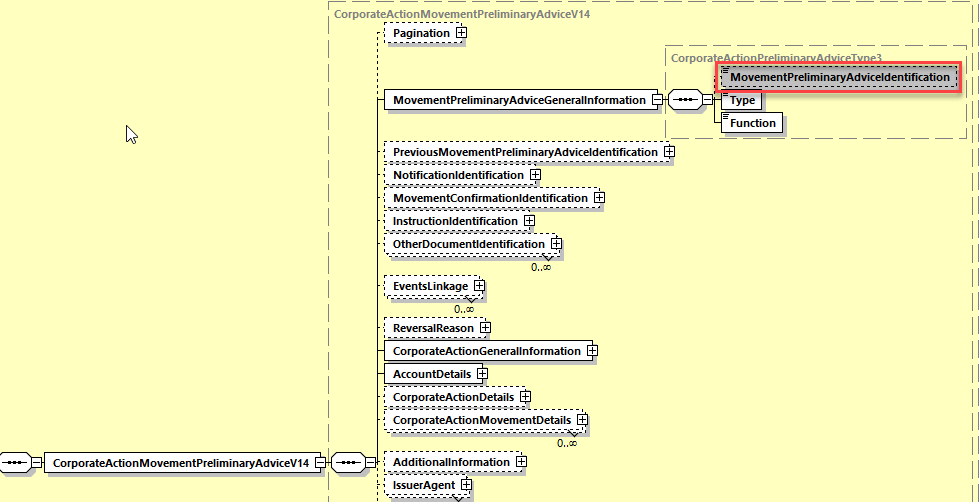 CorporateActionMovementPreliminaryAdviceV14
Pagination
CorporateActionPreliminaryAdviceType3
MovementPreliminaryAdviceIdentification
MovementPreliminaryAdviceGeneralInformation
Type
Function
PreviousMovementPreliminaryAdviceIdentification
NotificationIdentification
MovementConfirmationIdentification
InstructionIdentification
OtherDocumentIdentification
0..∞
EventsLinkage
0..∞
ReversalReason
CorporateActionGeneralInformation
AccountDetails
CorporateActionDetails
CorporateActionMovementDetails
0..∞
CorporateActionMovementPreliminaryAdviceV14
AdditionalInformation
IssuerAgent